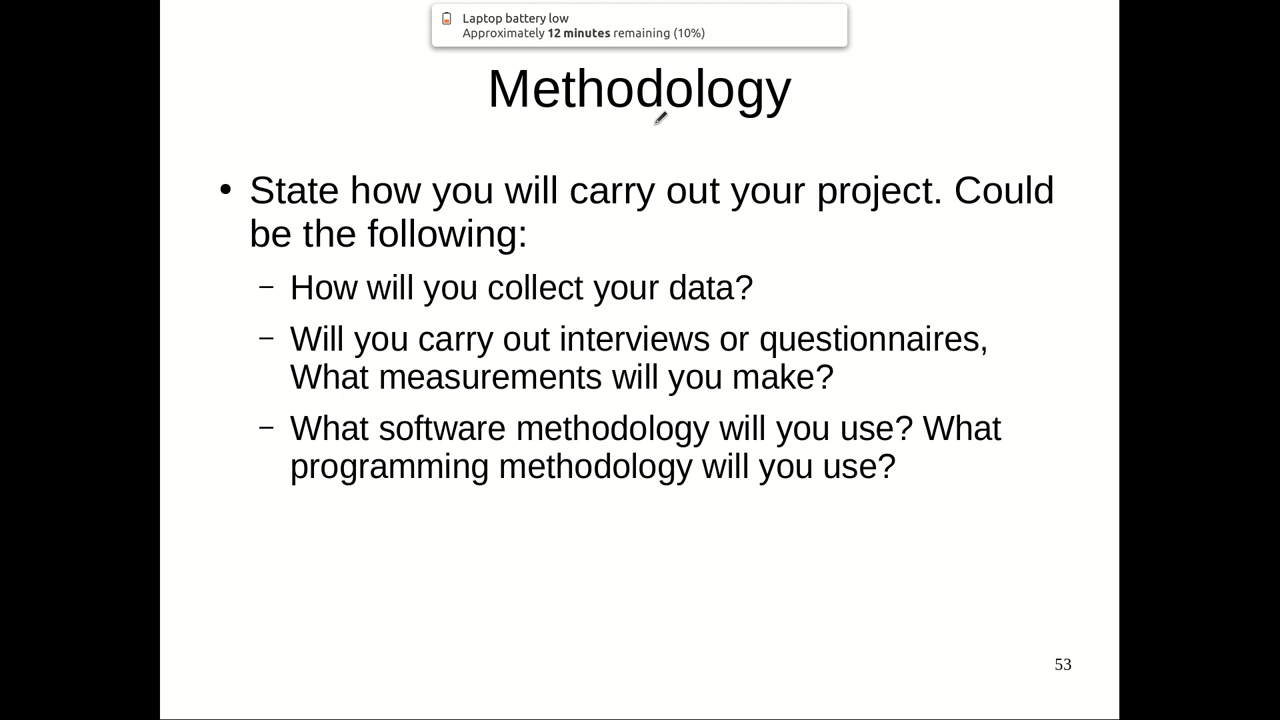 Laptop battery low
Approximately 12 minutes remaining (10%)
Methodology
• State how you will carry out your project. Could
be the following:
– How will you collect your data?
– Will you carry out interviews or questionnaires,
What measurements will you make?
– What software methodology will you use? What
programming methodology will you use?
53